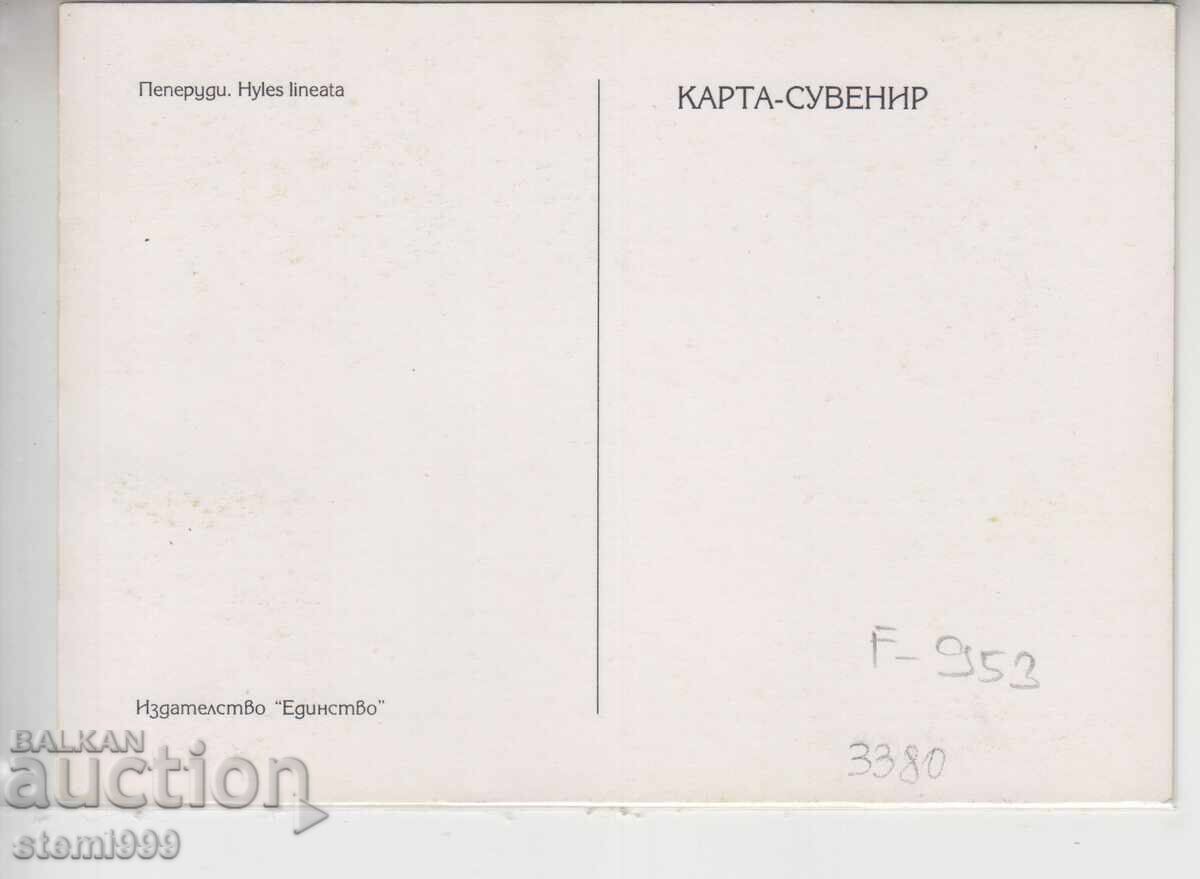 Пеперуди. Hyles lineata
КАРТА-СУВЕНИР
Издателство "Единство"
F-953
3380
BALKAN
auction
stemi999